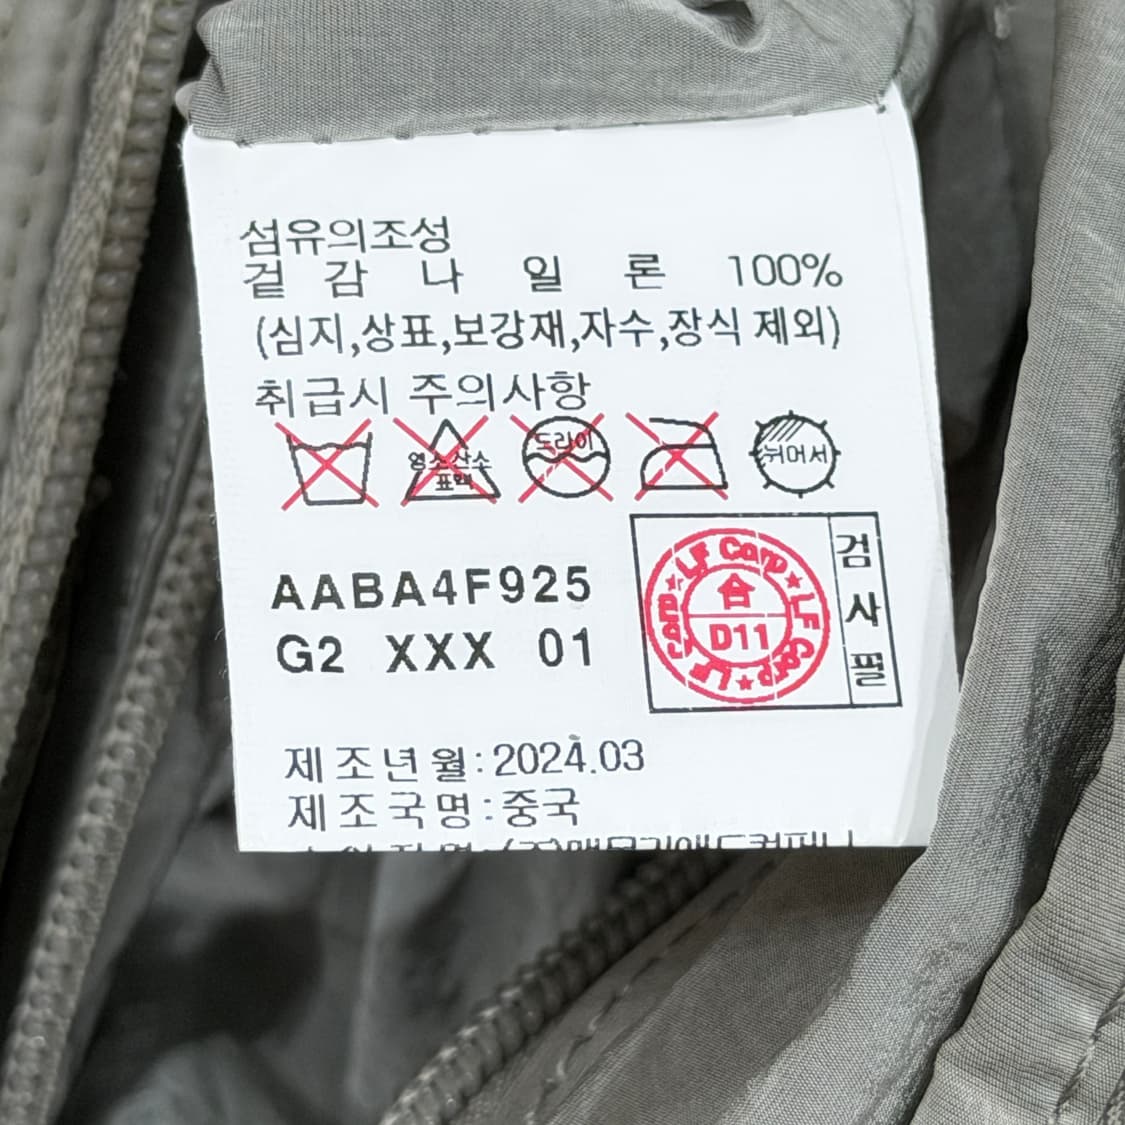 섬유의조성
겉 감 나 일 론 100%
(심지,상표,보강재,자수,장식 제외)
취급시 주의사항
염소산소
표백
드라이
뉘어서
AABA4F925
G2 XXX 01
LF Corp ★ LF Corp ★ LF Corp ★
合
D11
검
사
필
제조년월:2024.03
제조국명:중국